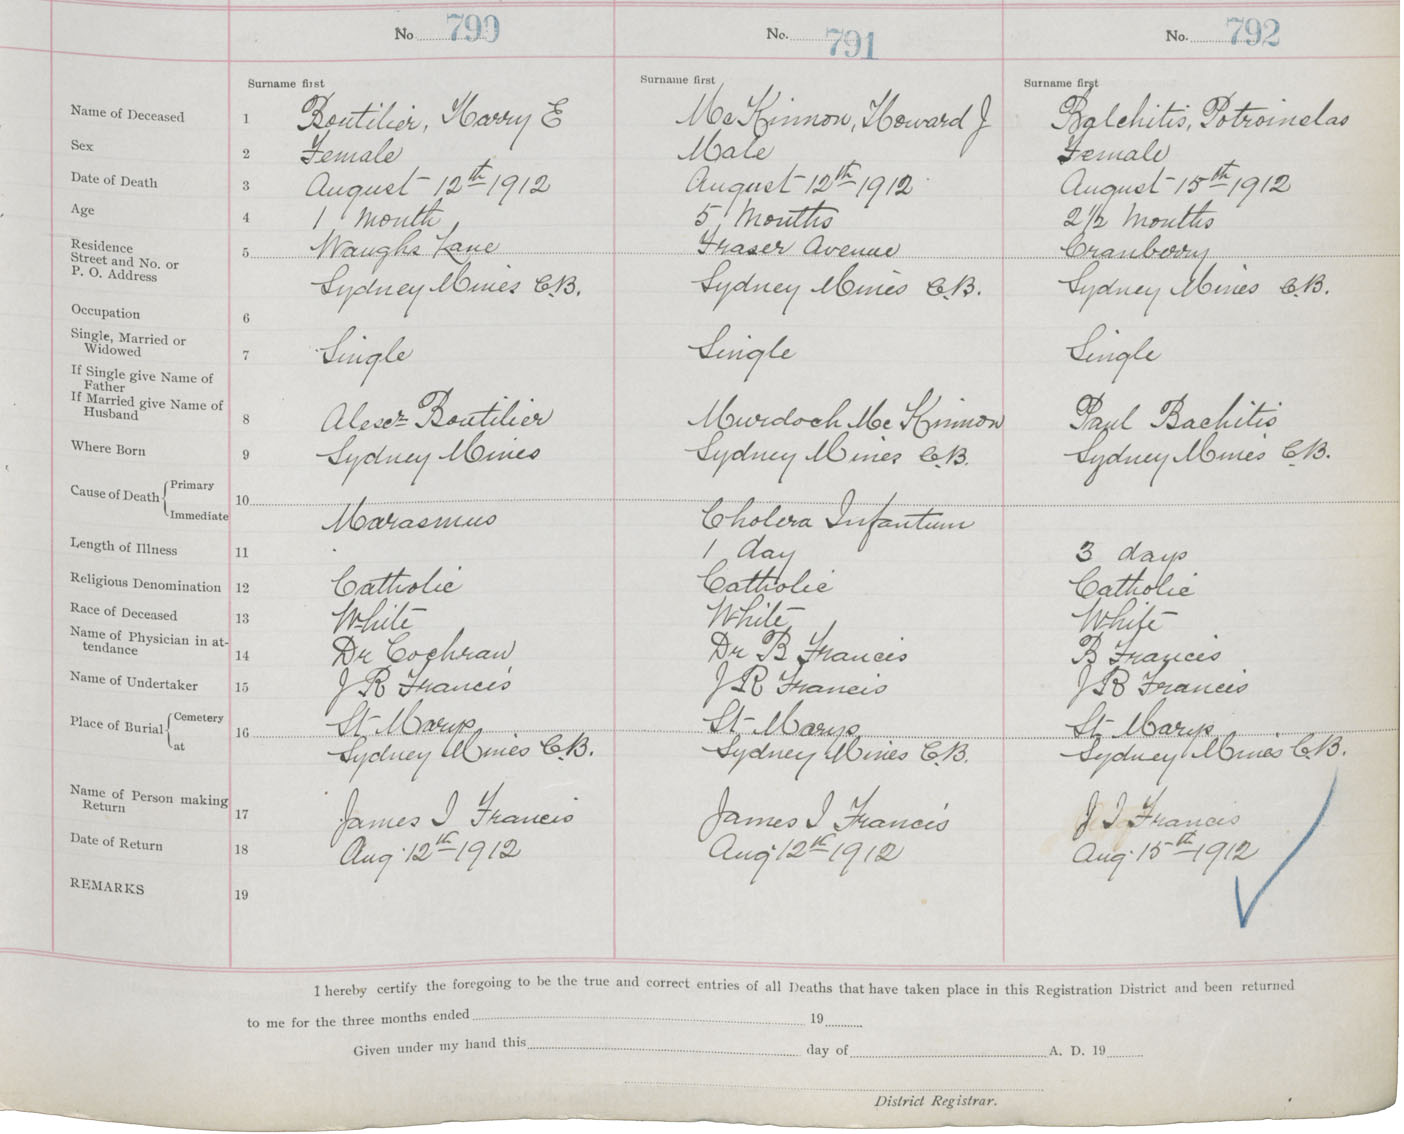 No 790 No. 791 No. 792
Surname first Surname first Surname first
Name of Deceased 1 Boutilier, Harry E McKinnon, Howard J Balchitis, Potroinelas
Sex 2 Female Male Female
Date of Death 3 August 12th 1912 August 12th 1912 August 15th 1912
Age 4 1 month 5 Months 2 1/2 Months
Residence
Street and No. or 5 Waughs Lane Fraser Avenue Cranberry
P. O. Address Sydney Mines C.B. Sydney Mines C.B. Sydney Mines C.B.
Occupation 6
Single, Married or
Widowed 7 Single Single Single
If Single give Name of
Father
If Married give Name of
Husband 8 Alexr Boutilier Murdoch McKinnon Paul Bachitis
Where Born 9 Sydney Mines Sydney Mines C.B. Sydney Mines C.B.
Cause of Death { Primary 10
Immediate Marasmus Cholera Infantum
Length of Illness 11 1 day 3 days
Religious Denomination 12 Catholic Catholic Catholic
Race of Deceased 13 White White White
Name of Physician in at-
tendance 14 Dr Cochran Dr B Francis B Francis
Name of Undertaker 15 J R Francis J R Francis J R Francis
Place of Burial { Cemetery 16 St Marys St Marys St Marys
at Sydney Mines C.B. Sydney Mines C.B. Sydney Mines C.B.
Name of Person making
Return 17 James I Francis James I Francis J I Francis
Date of Return 18 Aug. 12th 1912 Aug 12th 1912 Aug. 15th 1912
REMARKS 19
I hereby certify the foregoing to be the true and correct entries of all Deaths that have taken place in this Registration District and been returned
to me for the three months ended 19
Given under my hand this day of A. D. 19
District Registrar.